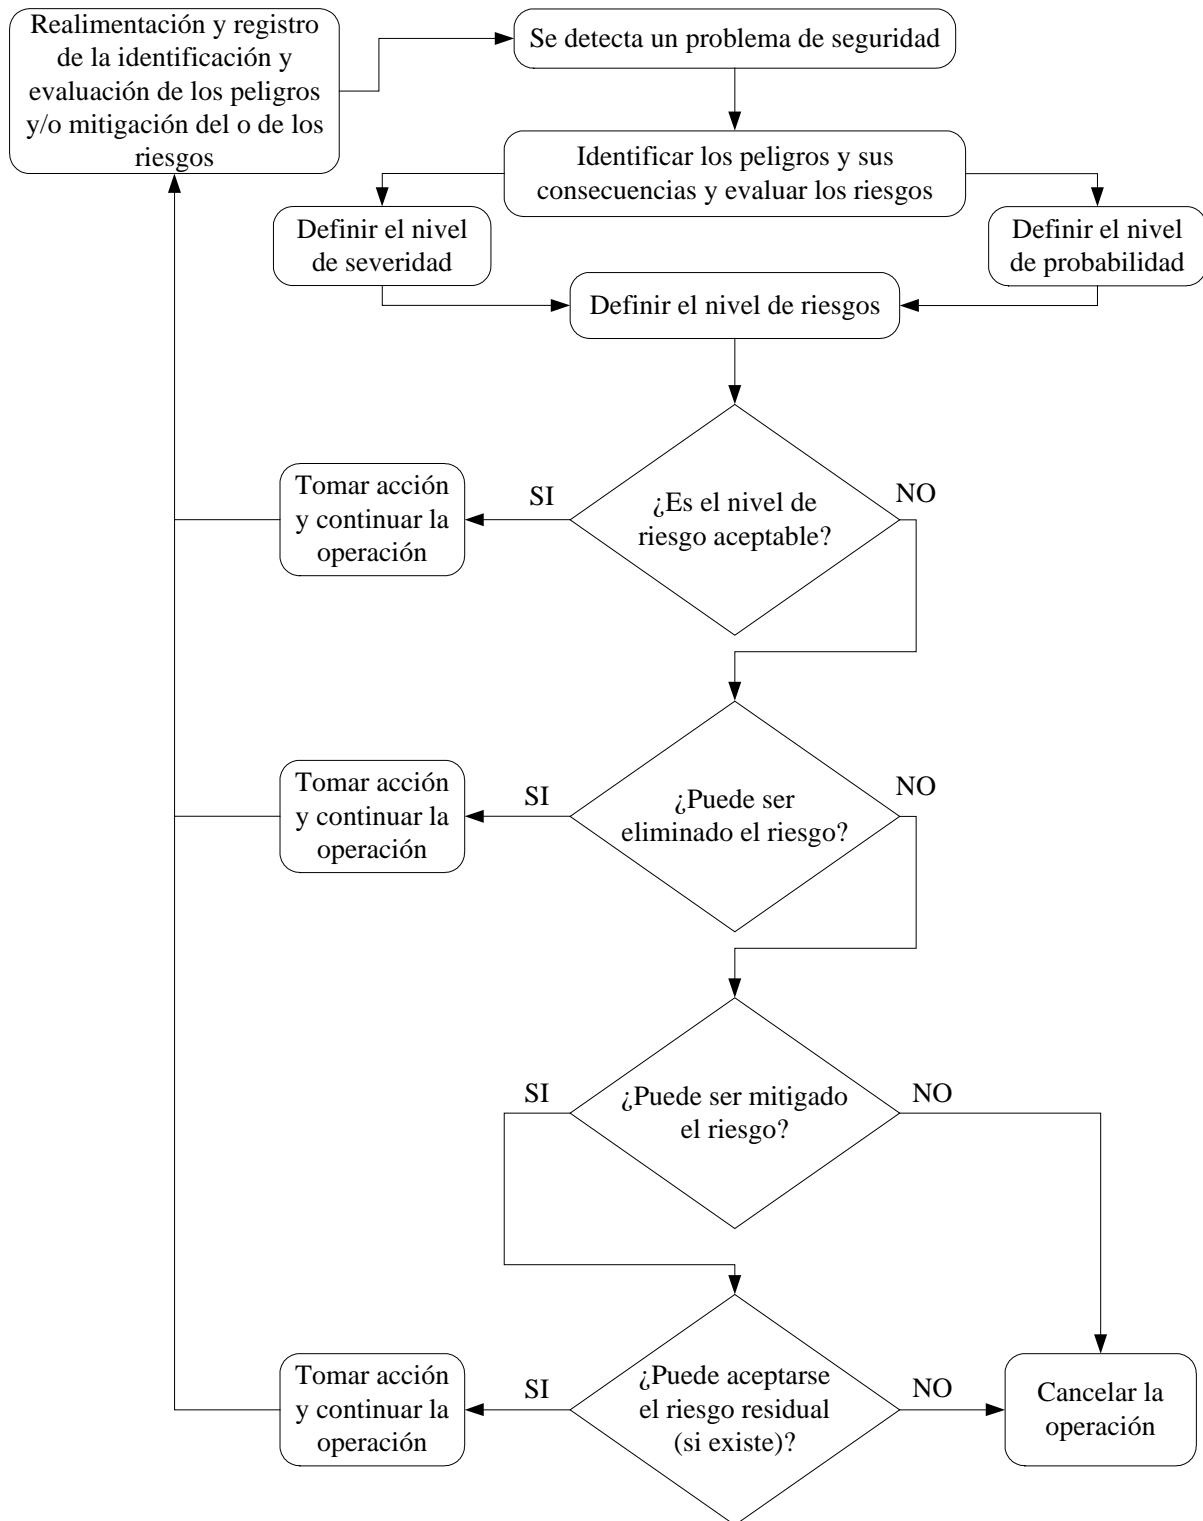 Realimentación y registro
de la identificación y
evaluación de los peligros
y/o mitigación del o de los
riesgos
Se detecta un problema de seguridad
Identificar los peligros y sus
consecuencias y evaluar los riesgos
Definir el nivel
de severidad
Definir el nivel
de probabilidad
Definir el nivel de riesgos
¿Es el nivel de
riesgo aceptable?
SI
NO
Tomar acción
y continuar la
operación
¿Puede ser
eliminado el riesgo?
SI
NO
Tomar acción
y continuar la
operación
¿Puede ser mitigado
el riesgo?
SI
NO
¿Puede aceptarse
el riesgo residual
(si existe)?
SI
NO
Tomar acción
y continuar la
operación
Cancelar la
operación